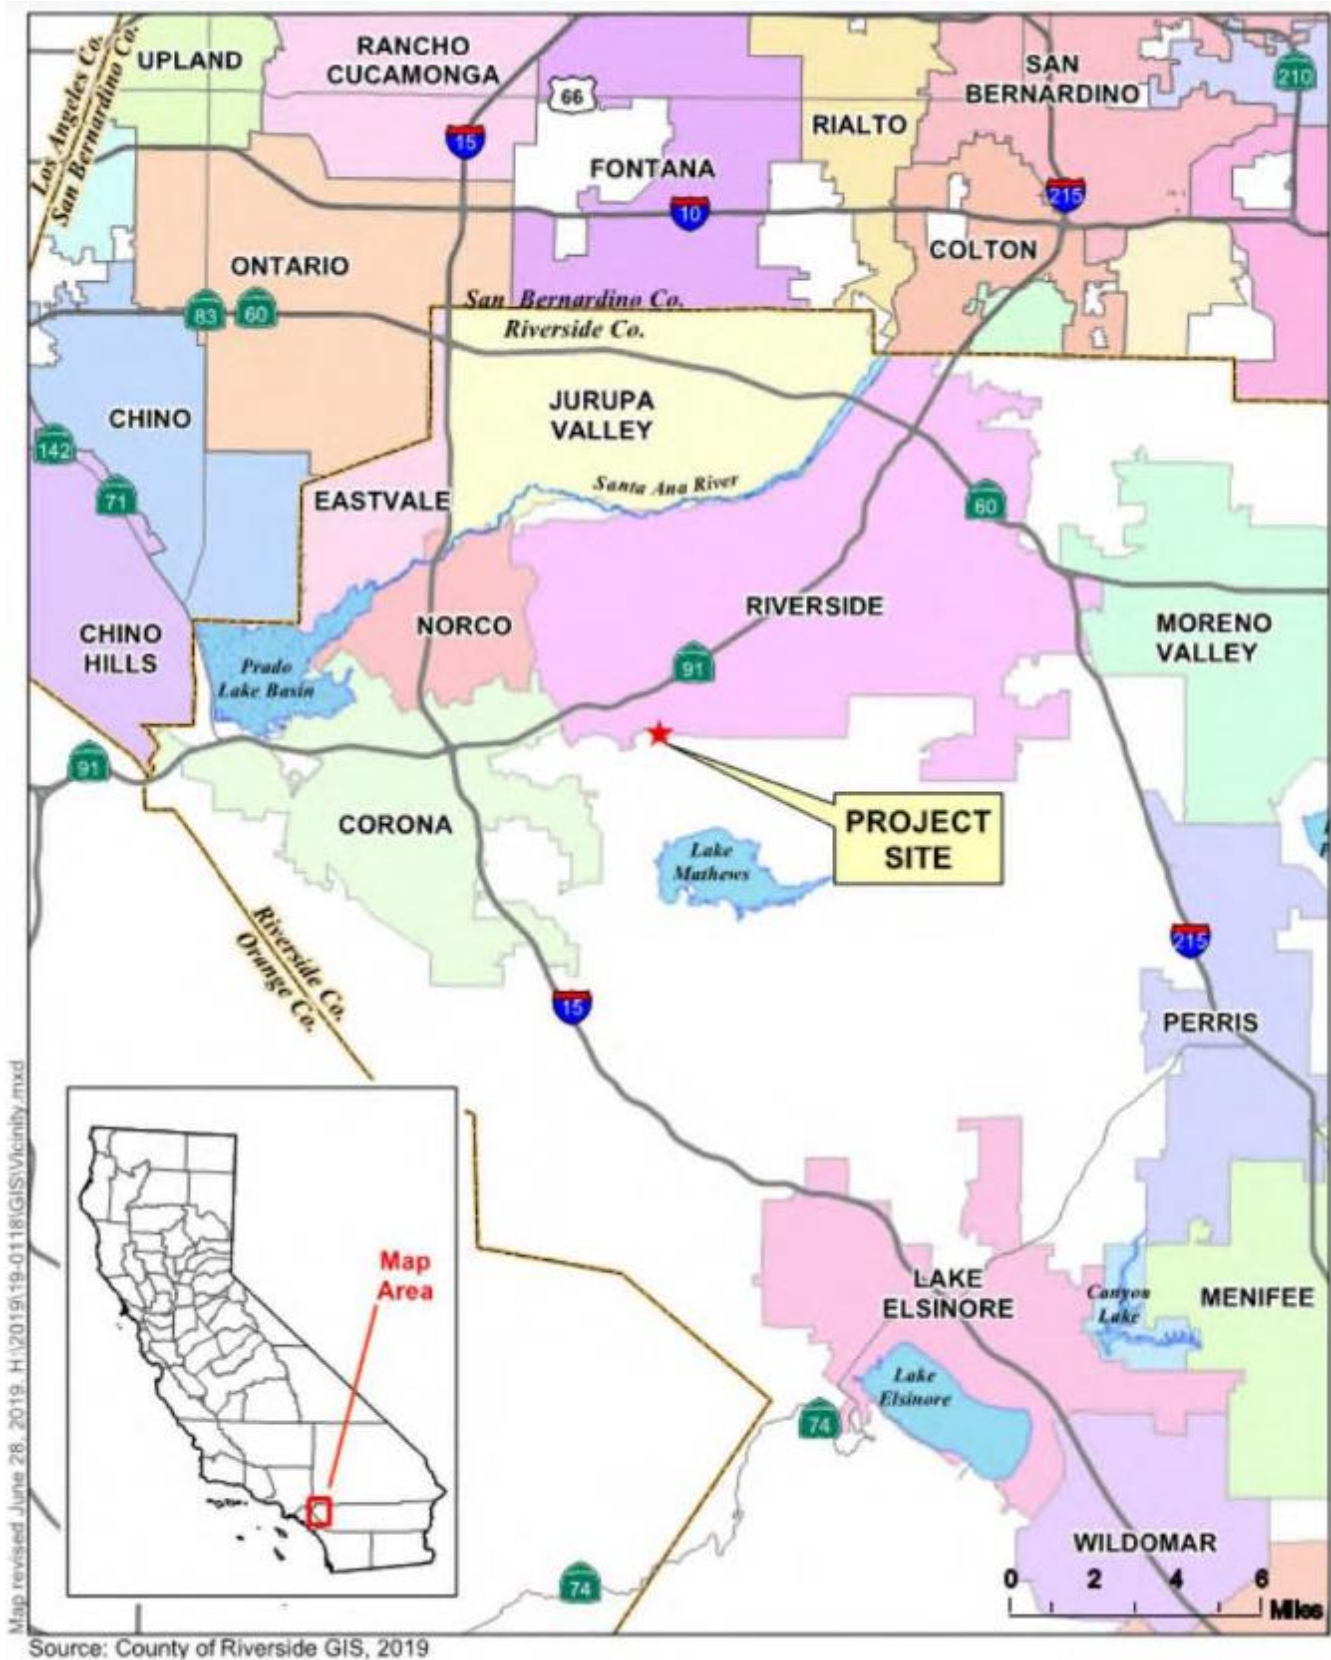 Los Angeles Co.
San Bernardino Co.
UPLAND
RANCHO
CUCAMONGA
66
15
FONTANA
10
RIALTO
SAN
BERNARDINO
210
215
COLTON
ONTARIO
83
60
San Bernardino Co.
Riverside Co.
CHINO
142
71
JURUPA
VALLEY
EASTVALE
Santa Ana River
60
CHINO
HILLS
NORCO
RIVERSIDE
MORENO
VALLEY
Prado
Lake Basin
91
91
CORONA
PROJECT
SITE
Lake
Mathews
Riverside Co.
Orange Co.
15
215
PERRIS
Map
Area
LAKE
ELSINORE
Canyon
Lake
MENIFEE
Lake
Elsinore
74
74
WILDOMAR
0 2 4 6
Miles
Map revised June 28, 2019. H:\2019\19-0118\GIS\Vicinity.mxd
Source: County of Riverside GIS, 2019